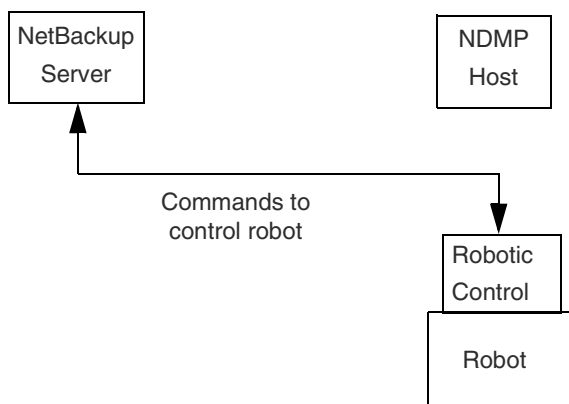 NetBackup
Server
NDMP
Host
Commands to
control robot
Robotic
Control
Robot